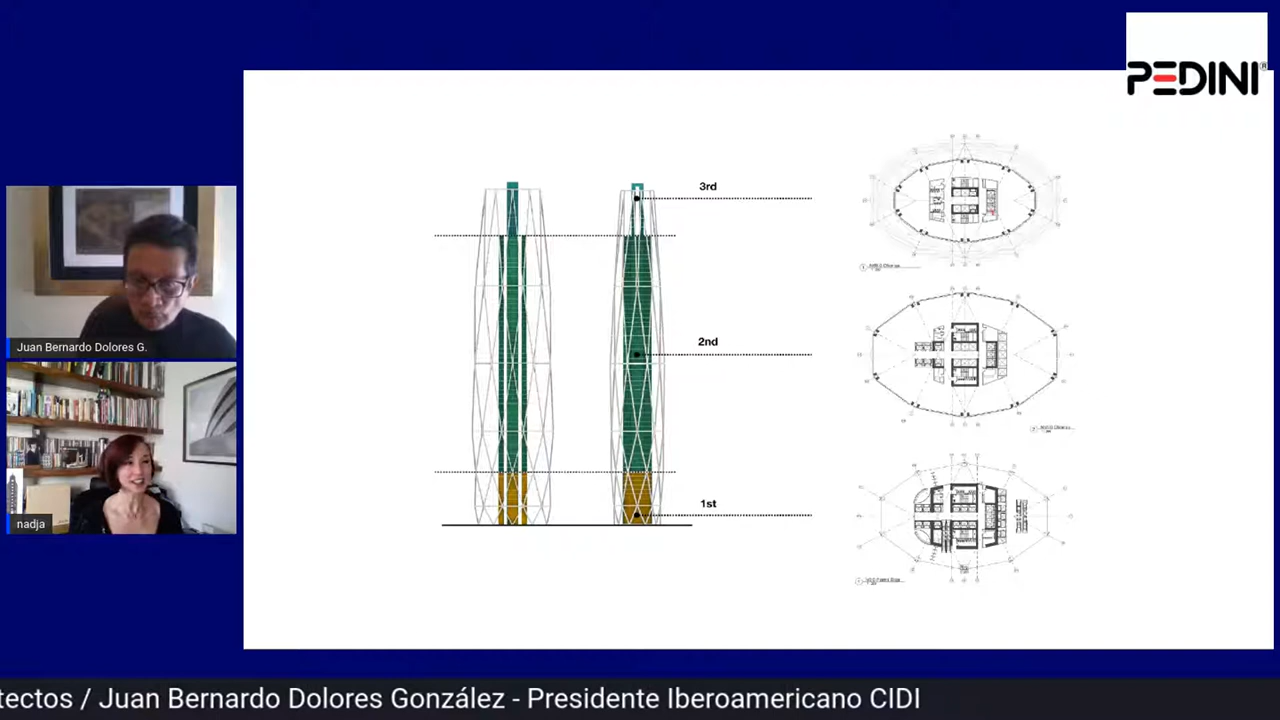 PEDINI®
3rd
2nd
1st
Juan Bernardo Dolores G.
nadja
tectos / Juan Bernardo Dolores González - Presidente Iberoamericano CIDI